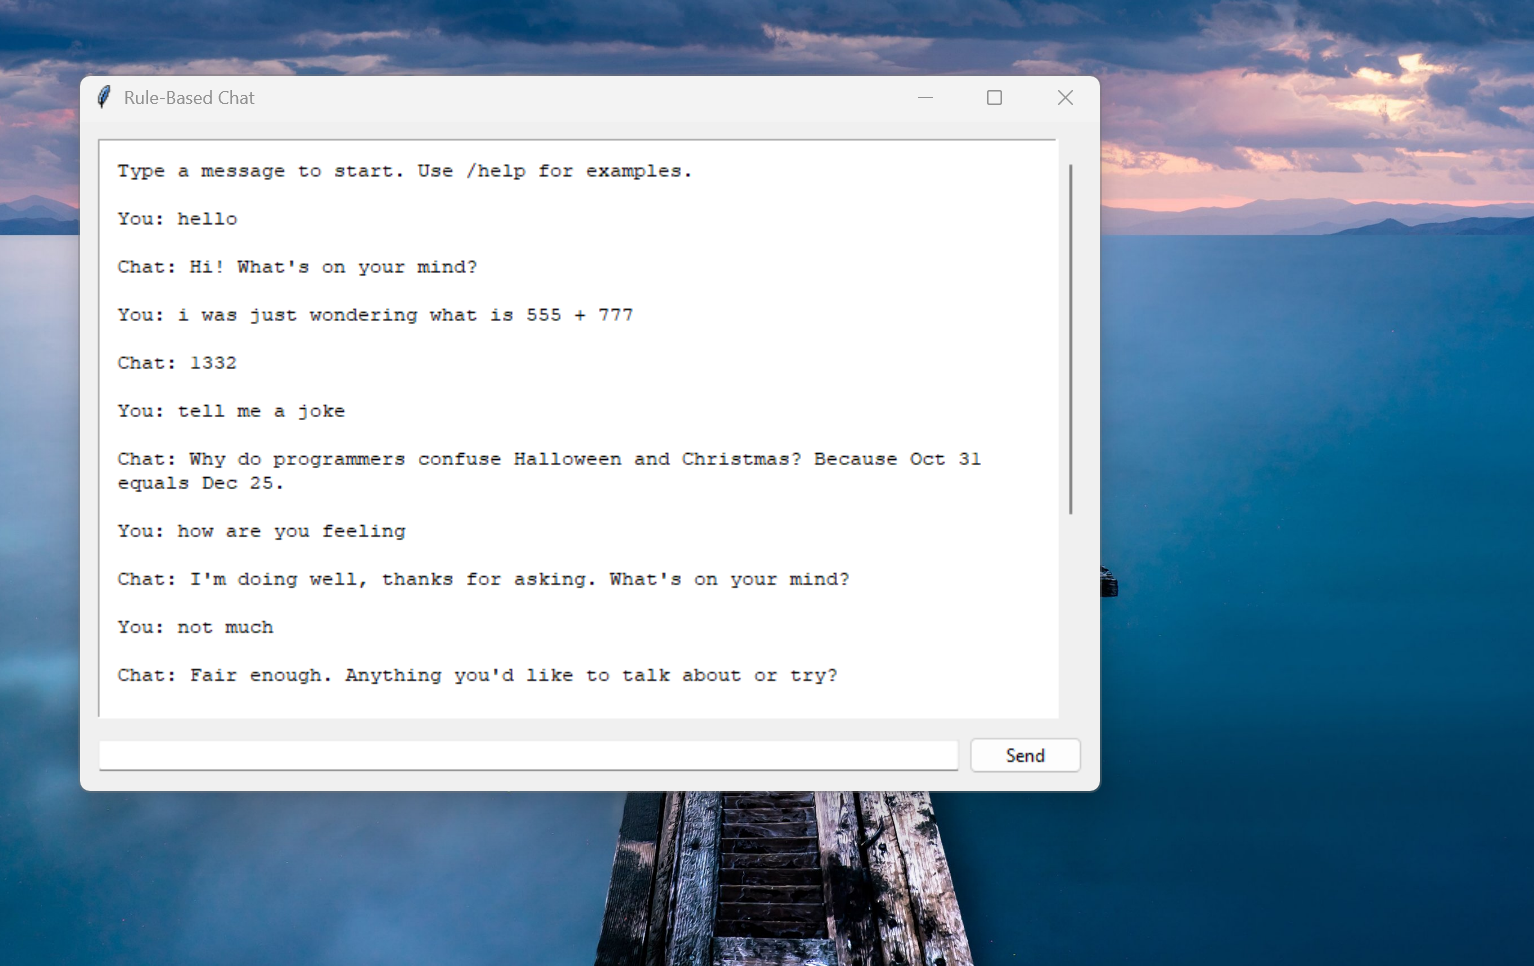 Rule-Based Chat
Type a message to start. Use /help for examples.
You: hello
Chat: Hi! What's on your mind?
You: i was just wondering what is 555 + 777
Chat: 1332
You: tell me a joke
Chat: Why do programmers confuse Halloween and Christmas? Because Oct 31
equals Dec 25.
You: how are you feeling
Chat: I'm doing well, thanks for asking. What's on your mind?
You: not much
Chat: Fair enough. Anything you'd like to talk about or try?
Send